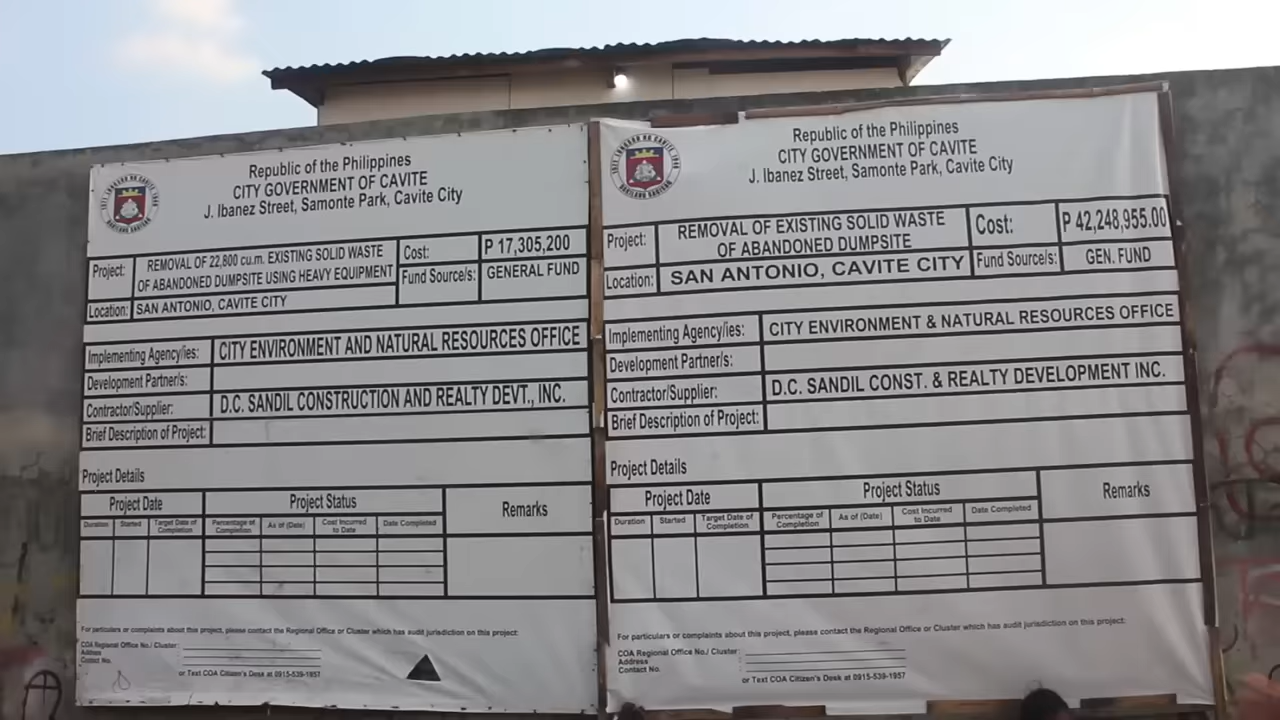 Republic of the Philippines
CITY GOVERNMENT OF CAVITE
J. Ibanez Street, Samonte Park, Cavite City
Project:
REMOVAL OF 22,800 cu.m. EXISTING SOLID WASTE
OF ABANDONED DUMPSITE USING HEAVY EQUIPMENT
Cost:
P 17,305,200
Fund Source/s:
GENERAL FUND
Location:
SAN ANTONIO, CAVITE CITY
Implementing Agency/ies:
CITY ENVIRONMENT AND NATURAL RESOURCES OFFICE
Development Partner/s:
Contractor/Supplier:
D.C. SANDIL CONSTRUCTION AND REALTY DEVT., INC.
Brief Description of Project:
Project Details
Project Date
Project Status
Remarks
Duration
Started
Target Date of
Completion
Percentage of
Completion
As of (Date)
Cost Incurred
to Date
Date Completed
For particulars or complaints about this project, please contact the Regional Office or Cluster which has audit jurisdiction on this project:
COA Regional Office No./ Cluster:
Address
Contact No.
or Text COA Citizen's Desk at 0915-539-1957
Republic of the Philippines
CITY GOVERNMENT OF CAVITE
J. Ibanez Street, Samonte Park, Cavite City
Project:
REMOVAL OF EXISTING SOLID WASTE
OF ABANDONED DUMPSITE
Cost:
P 42,248,955.00
Location:
SAN ANTONIO, CAVITE CITY
Fund Source/s:
GEN. FUND
Implementing Agency/ies:
CITY ENVIRONMENT & NATURAL RESOURCES OFFICE
Development Partner/s:
Contractor/Supplier:
D.C. SANDIL CONST. & REALTY DEVELOPMENT INC.
Brief Description of Project:
Project Details
Project Date
Project Status
Remarks
Duration
Started
Target Date of
Completion
Percentage of
Completion
As of (Date)
Cost Incurred
to Date
Date Completed
For particulars or complaints about this project, please contact the Regional Office or Cluster which has audit jurisdiction on this project:
COA Regional Office No./ Cluster:
Address
Contact No.
or Text COA Citizen's Desk at 0915-539-1957